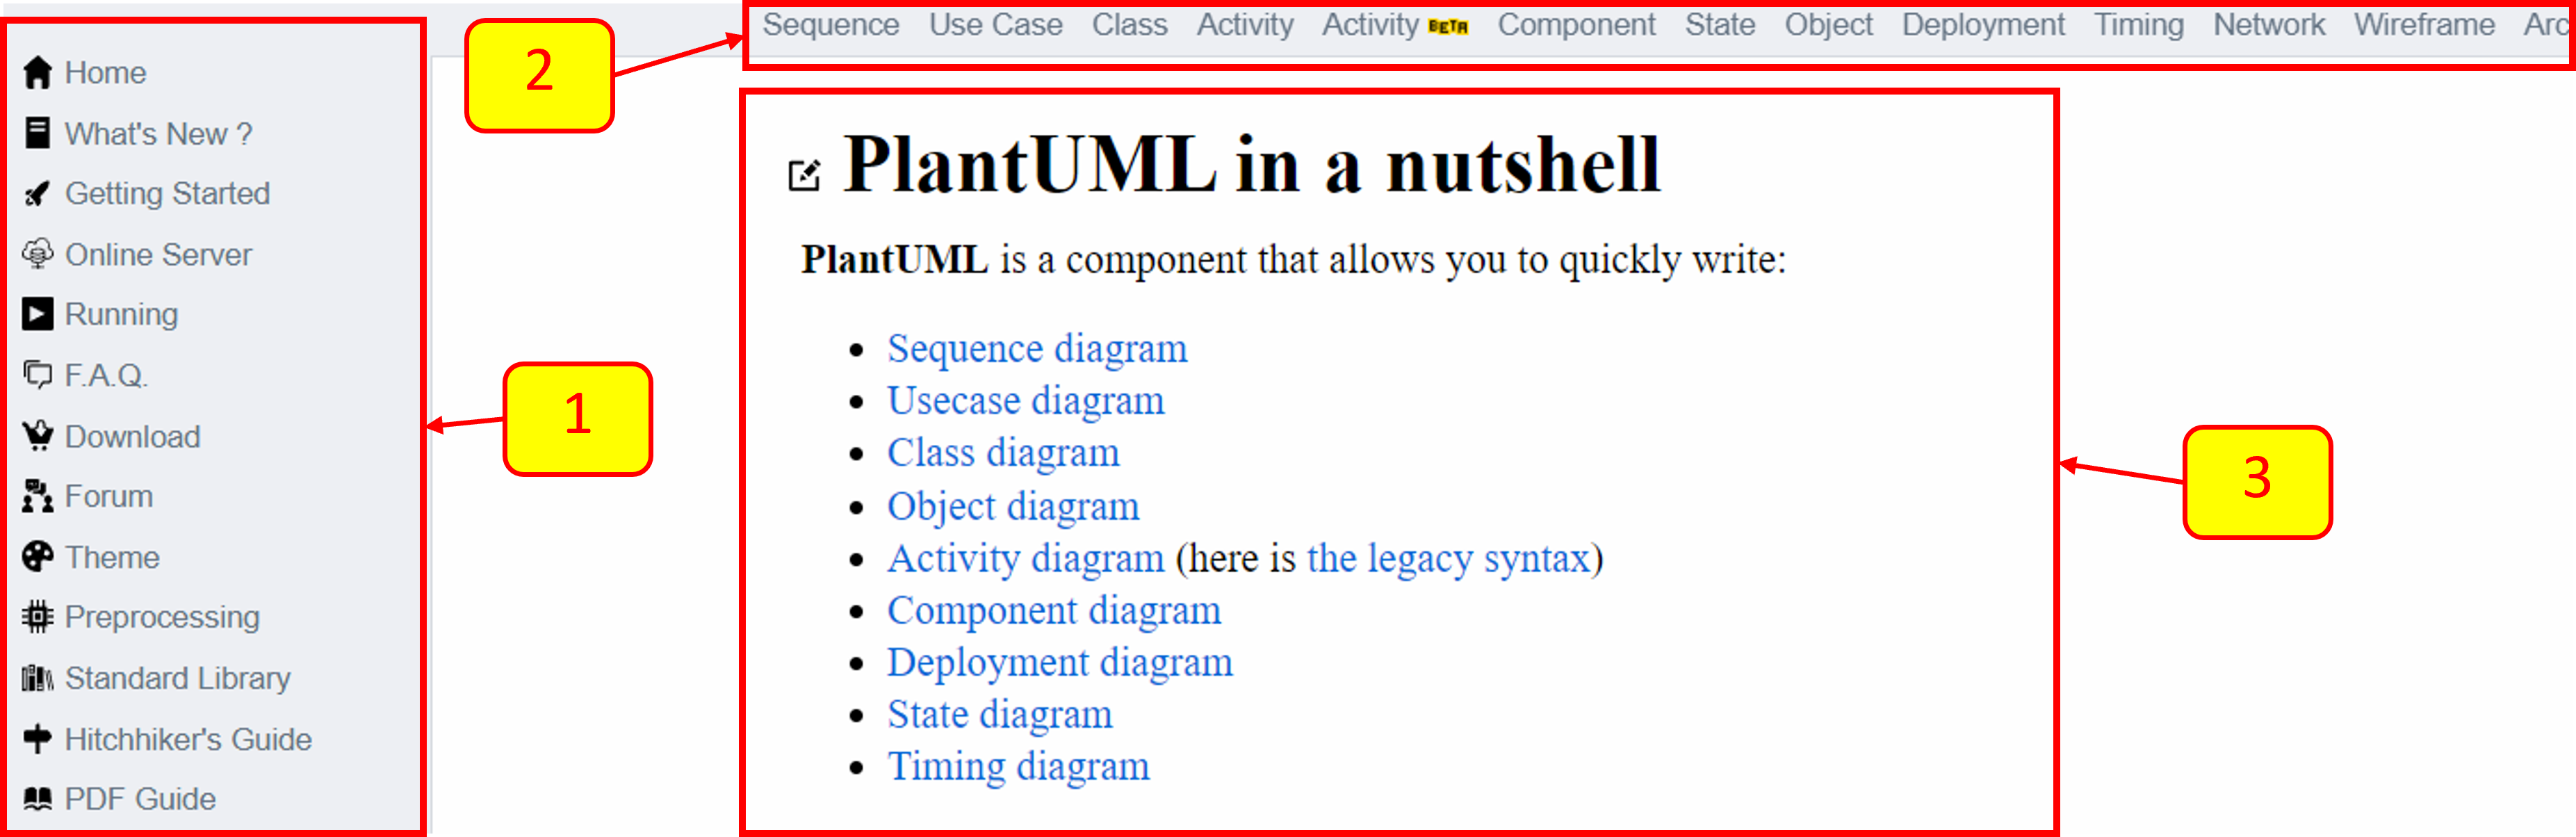 Sequence Use Case Class Activity Activity BETA Component State Object Deployment Timing Network Wireframe Arc
2
Home
What's New ?
Getting Started
Online Server
Running
F.A.Q.
Download
Forum
Theme
Preprocessing
Standard Library
Hitchhiker's Guide
PDF Guide
1
PlantUML in a nutshell
PlantUML is a component that allows you to quickly write:
• Sequence diagram
• Usecase diagram
• Class diagram
• Object diagram
• Activity diagram (here is the legacy syntax)
• Component diagram
• Deployment diagram
• State diagram
• Timing diagram
3